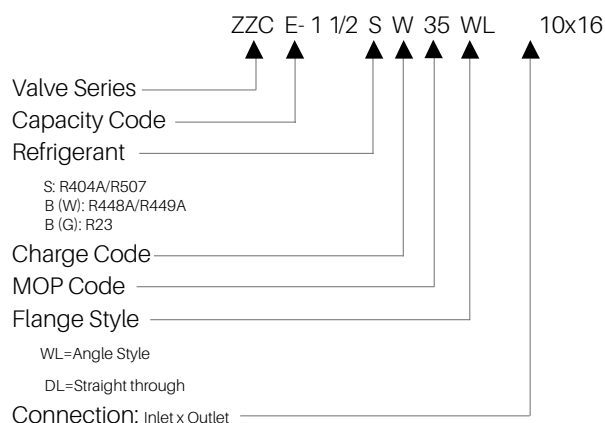 ZZC E- 1 1/2 S W 35 WL 10x16
Valve Series
Capacity Code
Refrigerant
S: R404A/R507
B (W): R448A/R449A
B (G): R23
Charge Code
MOP Code
Flange Style
WL=Angle Style
DL=Straight through
Connection: Inlet x Outlet